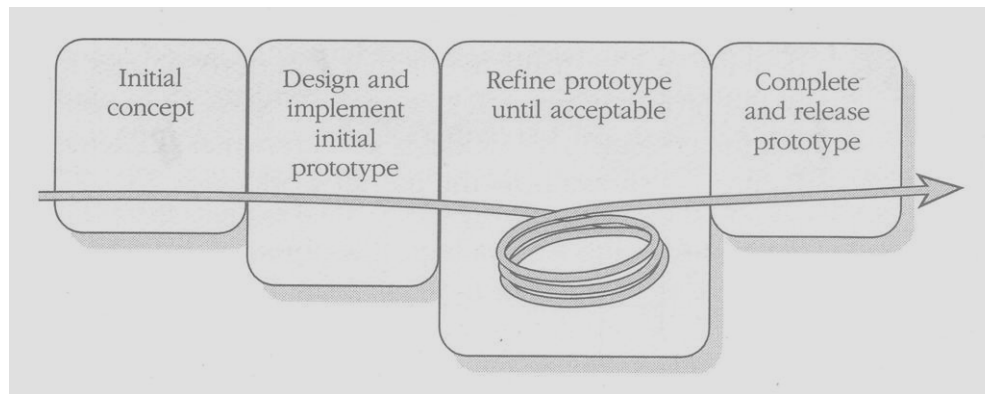 Initial
concept
Design and
implement
initial
prototype
Refine prototype
until acceptable
Complete
and release
prototype